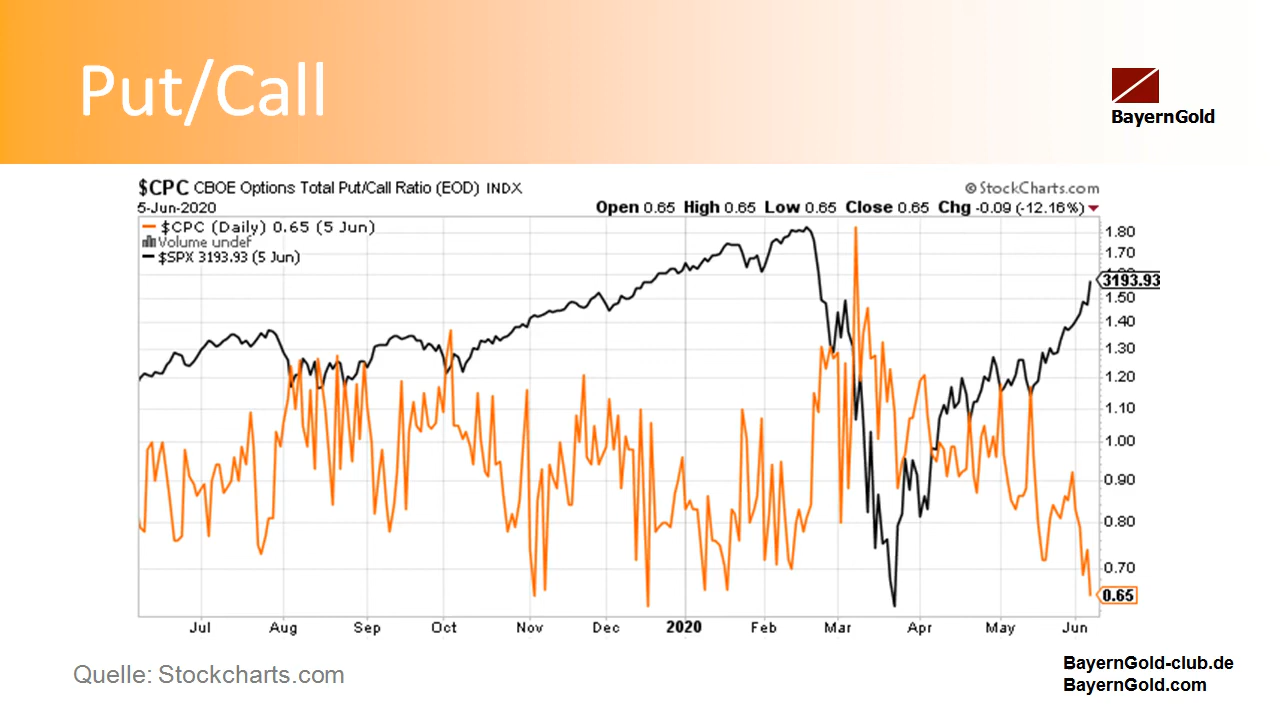 Put/Call
BayernGold
$CPC CBOE Options Total Put/Call Ratio (EOD) INDX
© StockCharts.com
5-Jun-2020
Open 0.65 High 0.65 Low 0.65 Close 0.65 Chg -0.09 (-12.16%)
$CPC (Daily) 0.65 (5 Jun)
Volume undef
$SPX 3193.93 (5 Jun)
1.80
1.70
3193.93
1.50
1.40
1.30
1.20
1.10
1.00
0.90
0.80
0.70
0.65
Jul Aug Sep Oct Nov Dec 2020 Feb Mar Apr May Jun
Quelle: Stockcharts.com
BayernGold-club.de
BayernGold.com